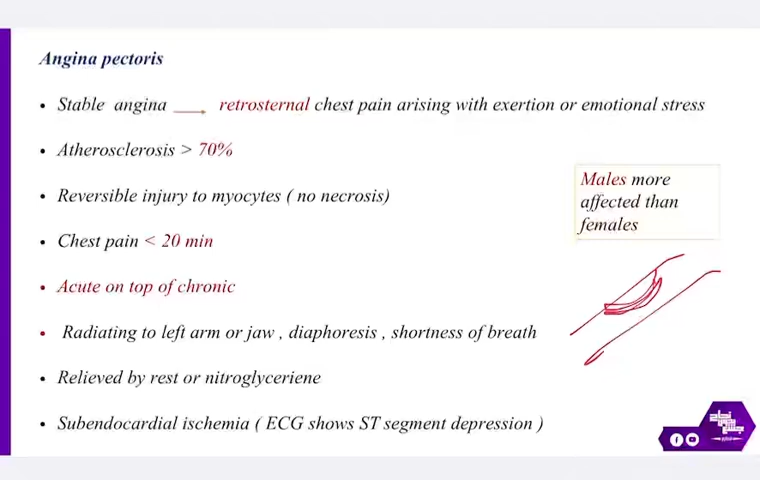 Angina pectoris
• Stable angina → retrosternal chest pain arising with exertion or emotional stress
• Atherosclerosis > 70%
• Reversible injury to myocytes ( no necrosis)
Males more
affected than
females
• Chest pain < 20 min
• Acute on top of chronic
• Radiating to left arm or jaw , diaphoresis , shortness of breath
• Relieved by rest or nitroglyceriene
• Subendocardial ischemia ( ECG shows ST segment depression )